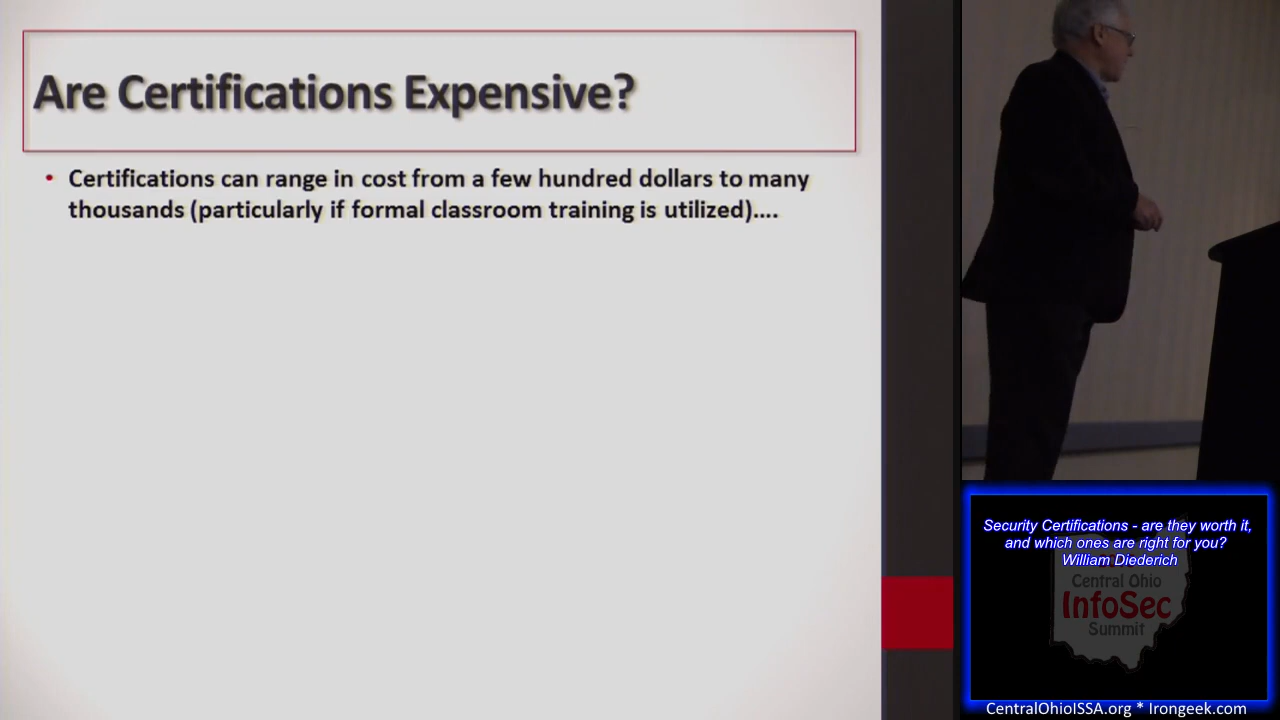 Are Certifications Expensive?
• Certifications can range in cost from a few hundred dollars to many
thousands (particularly if formal classroom training is utilized)....
Security Certifications - are they worth it,
and which ones are right for you?
William Diederich
Central Ohio
InfoSec
Summit
CentralOhioISSA.org * Irongeek.com